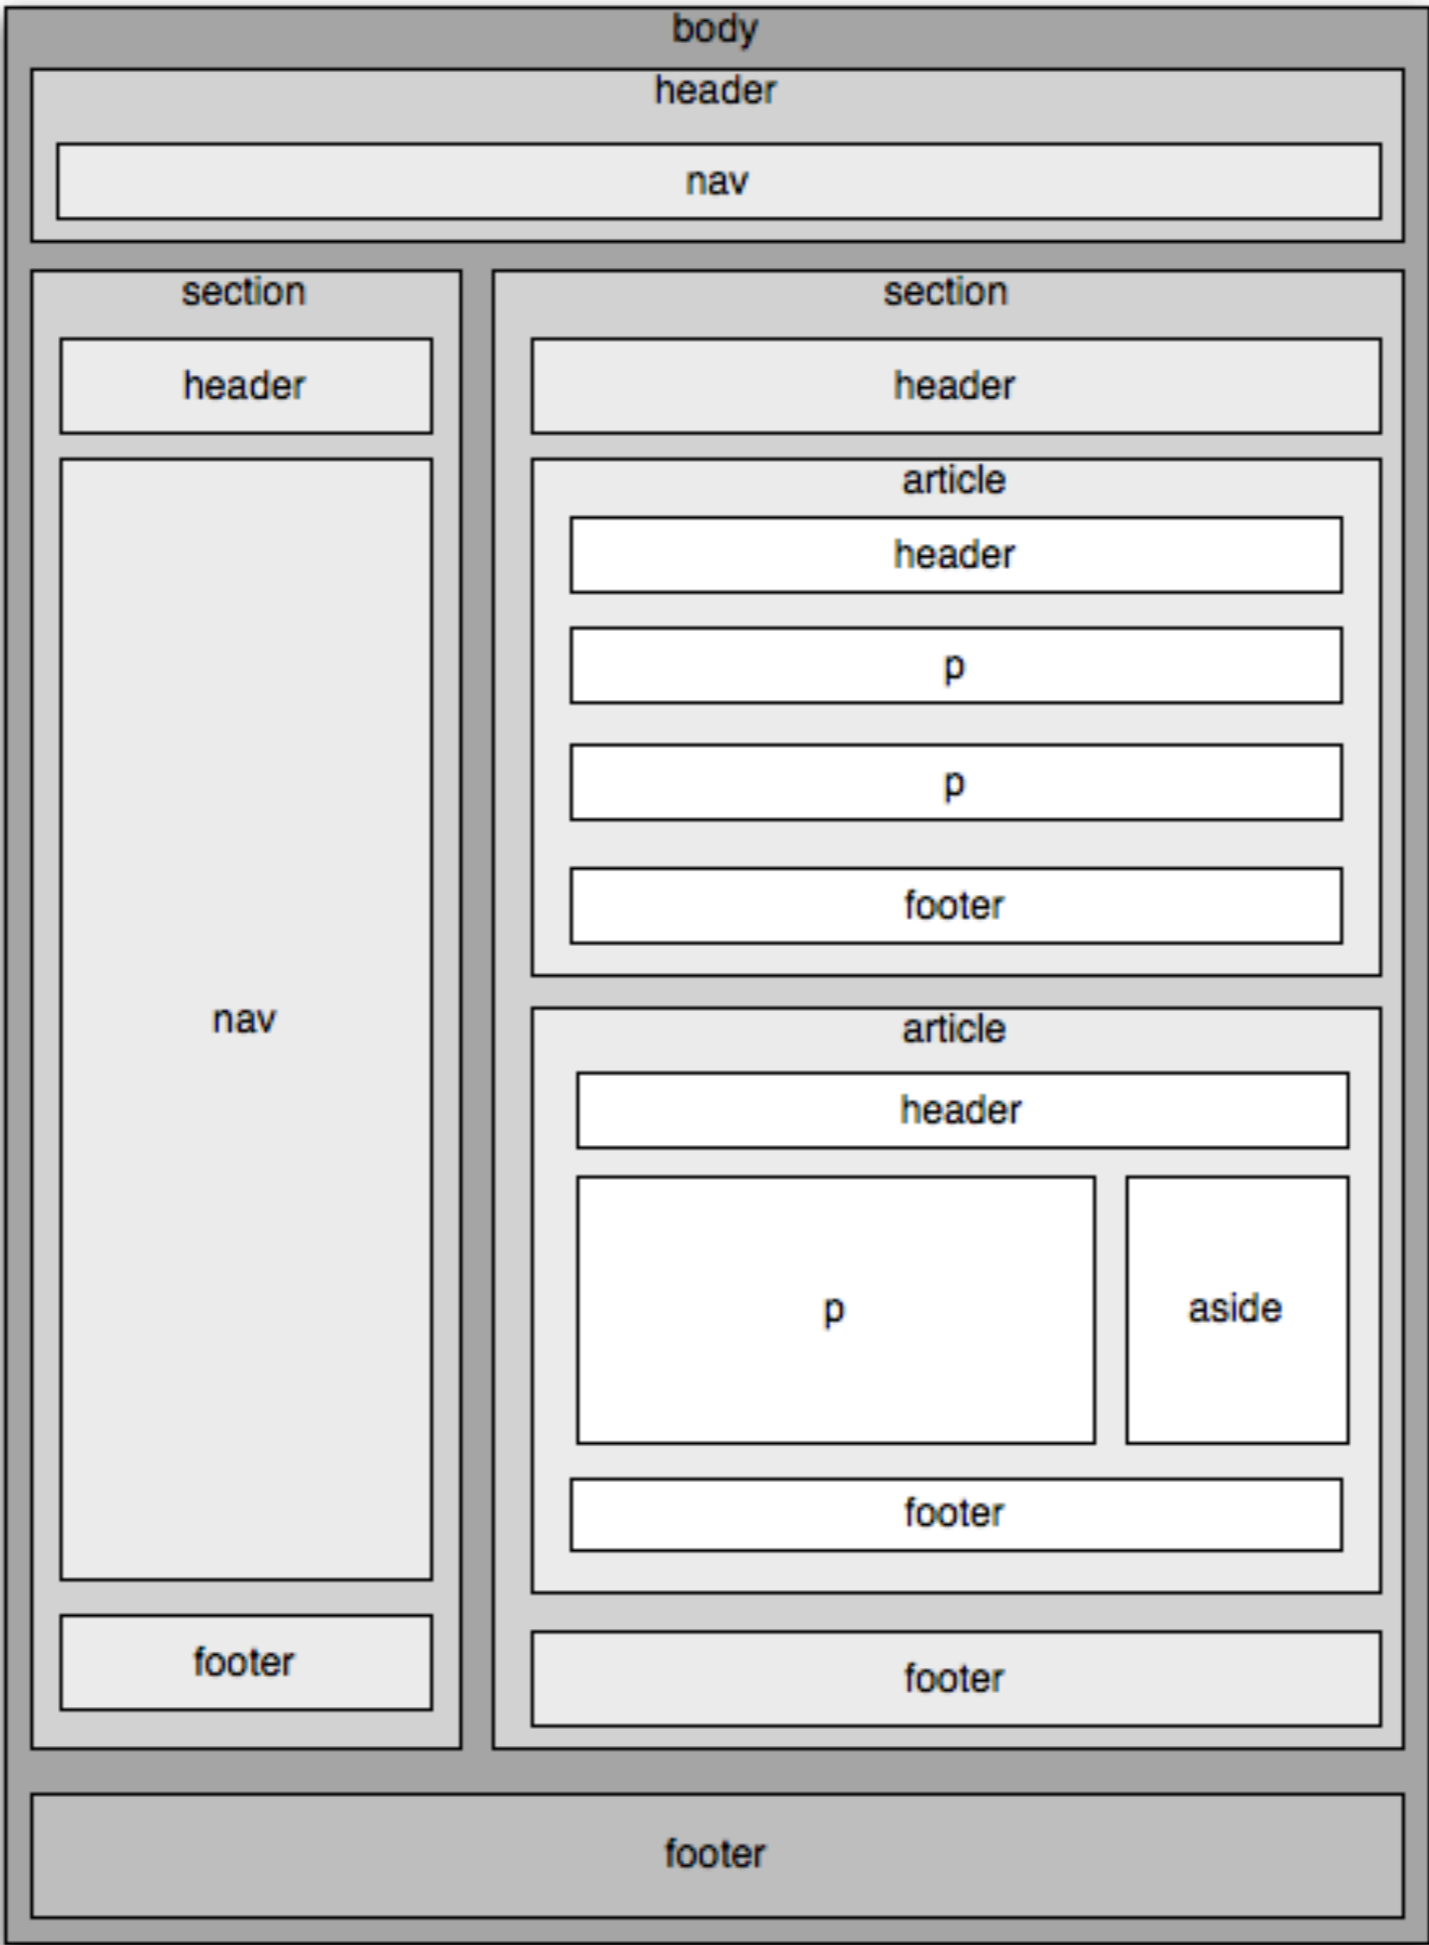 body
header
nav
section
header
nav
footer
section
header
article
header
p
p
footer
article
header
p
aside
footer
footer
footer